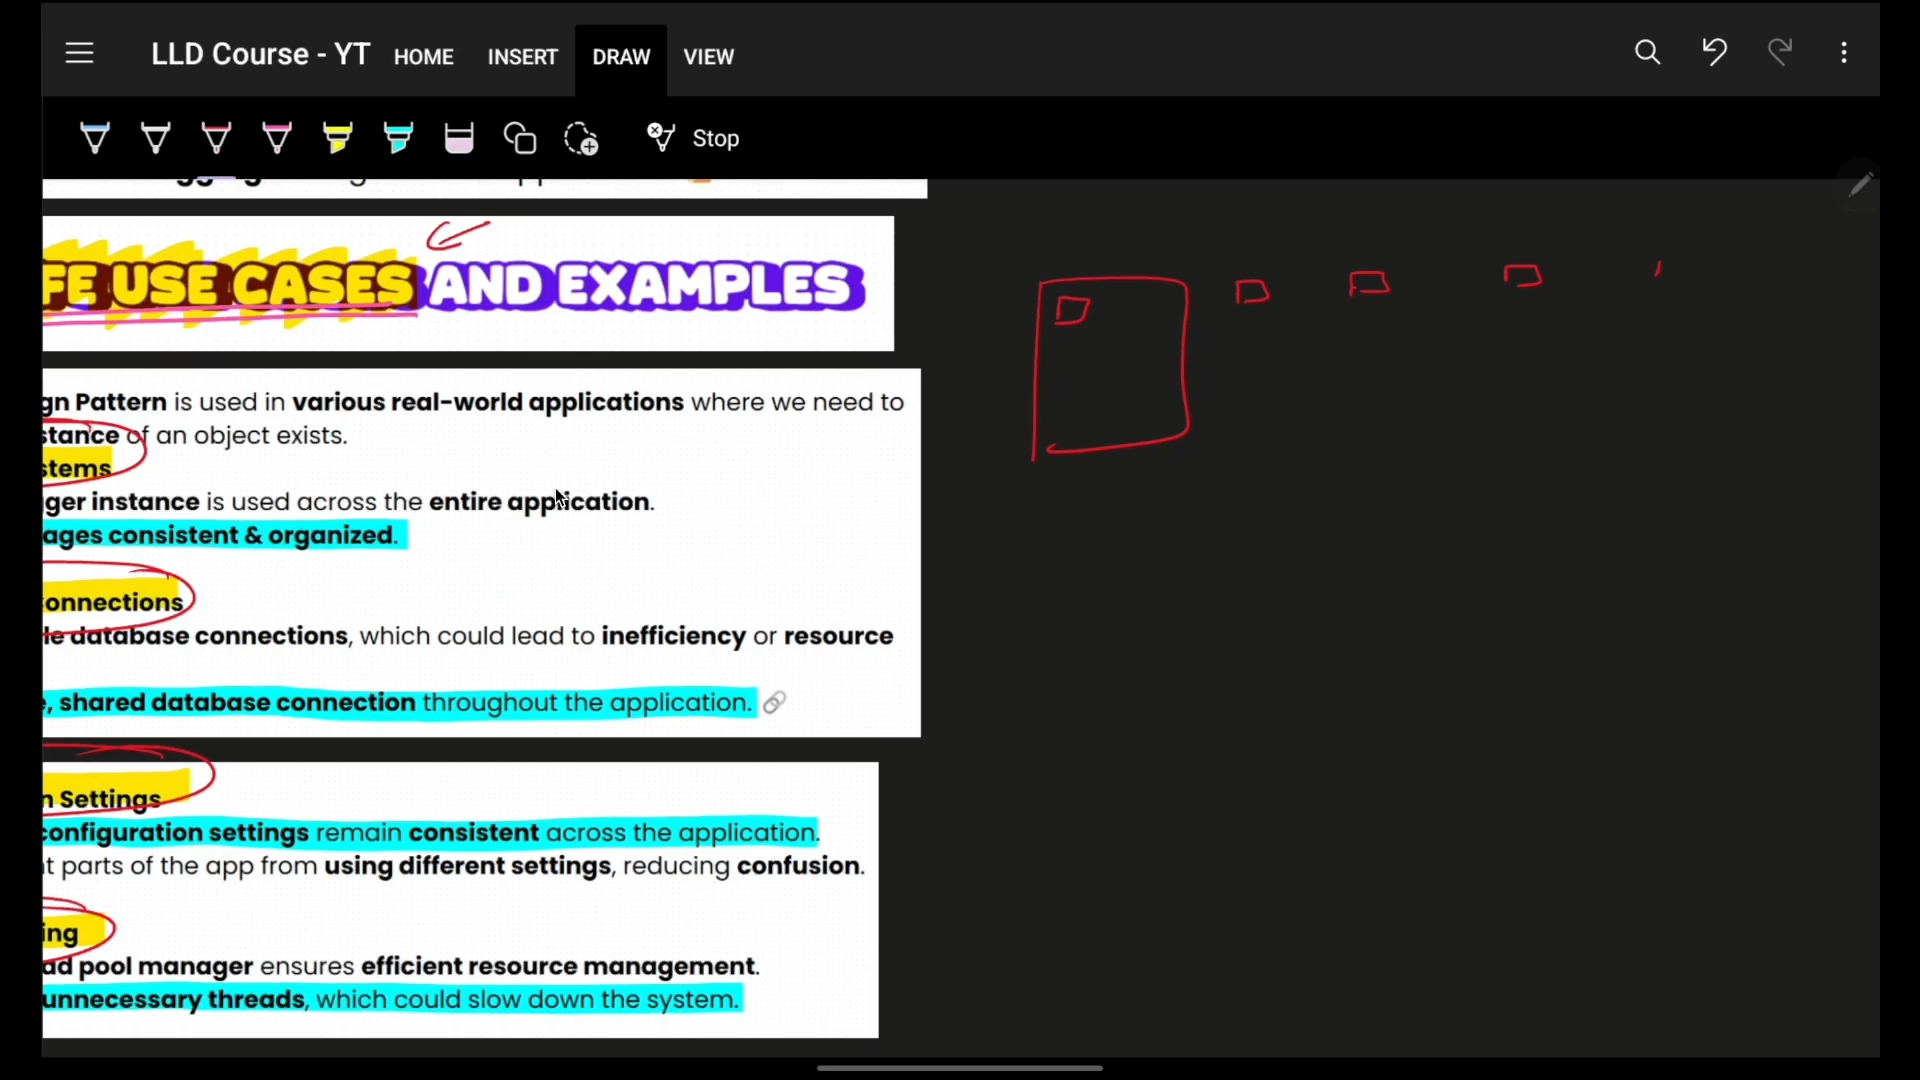 LLD Course - YT HOME INSERT DRAW VIEW
Stop
FE USE CASES AND EXAMPLES
gn Pattern is used in various real-world applications where we need to
stance of an object exists.
stems
ger instance is used across the entire application.
ages consistent & organized.
onnections
le database connections, which could lead to inefficiency or resource
e, shared database connection throughout the application.
n Settings
configuration settings remain consistent across the application.
t parts of the app from using different settings, reducing confusion.
ing
ad pool manager ensures efficient resource management.
unnecessary threads, which could slow down the system.